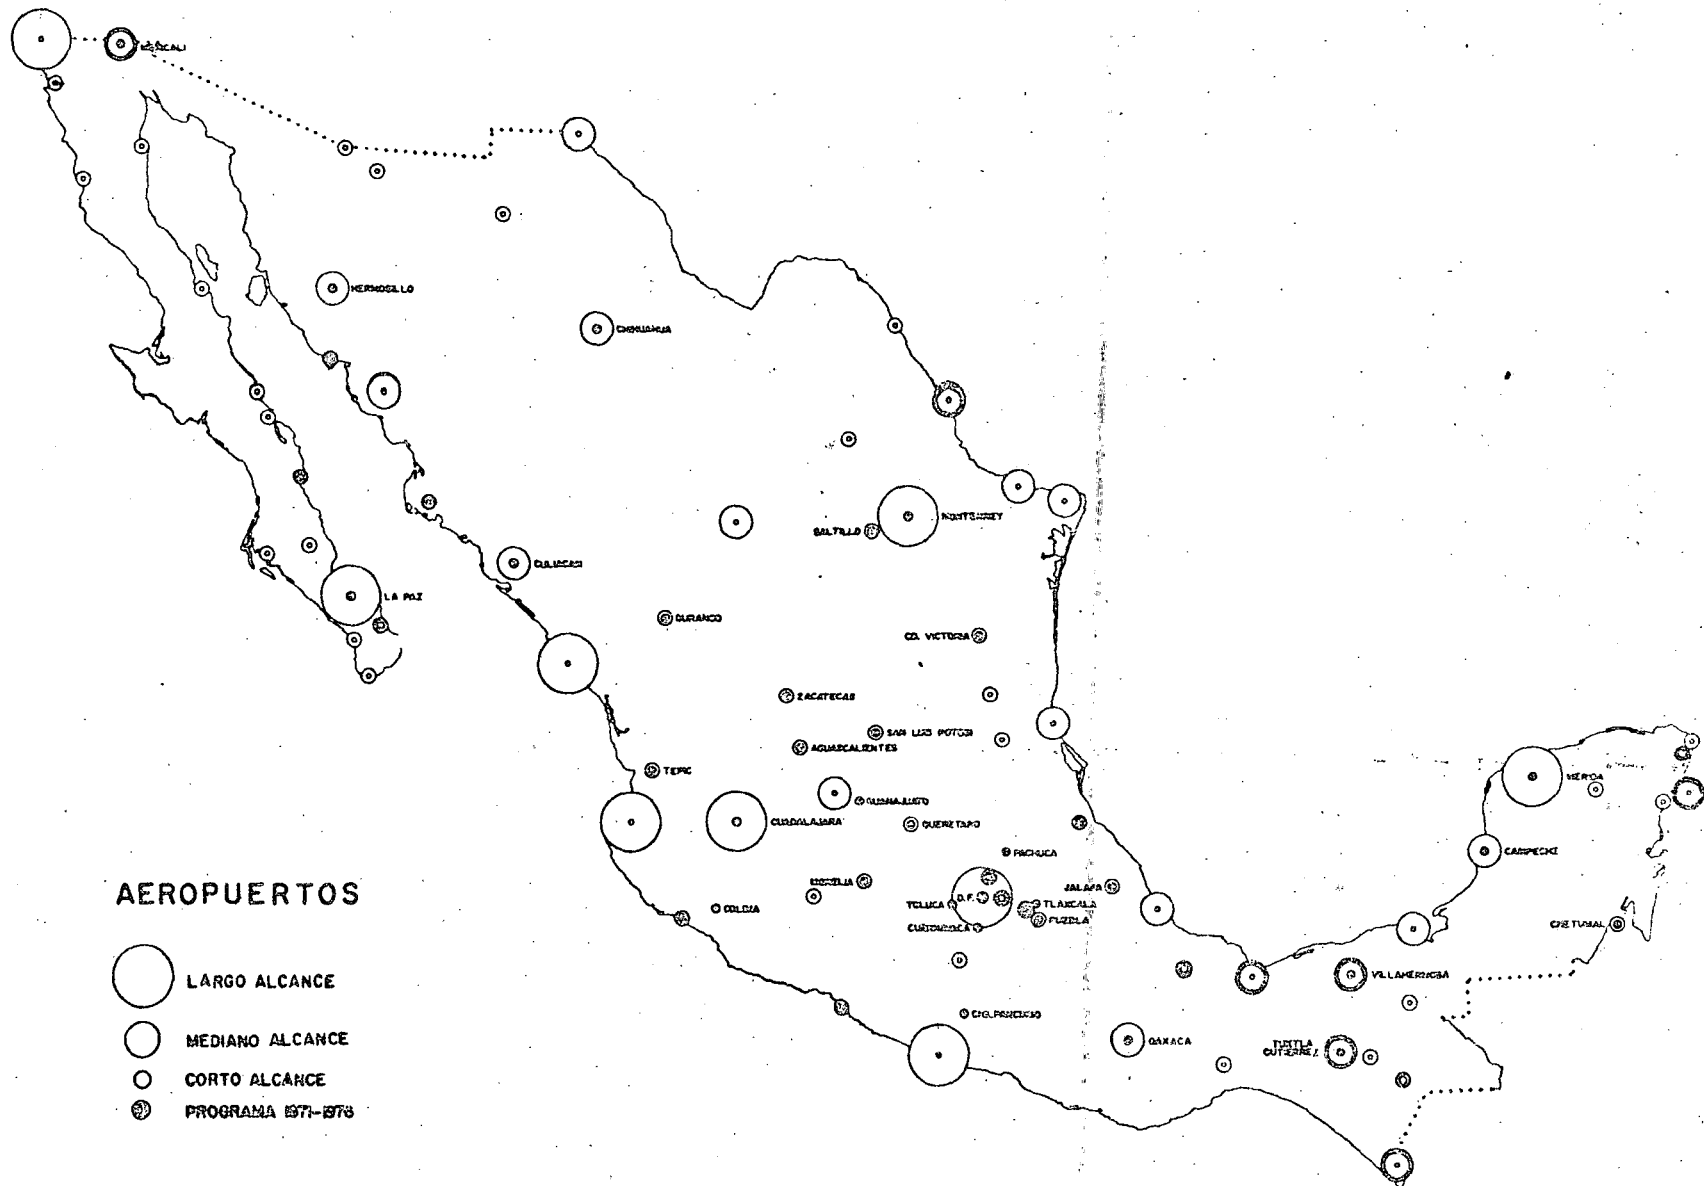 MEXICALI
HERMOSILLO
CHIHUAHUA
MONTERREY
SALTILLO
CULIACAN
LA PAZ
DURANGO
CD. VICTORIA
ZACATECAS
SAN LUIS POTOSI
AGUASCALIENTES
TEPIC
MERIDA
GUANAJUATO
GUADALAJARA
QUERETARO
PACHUCA
CAMPECHE
MORELIA
JALAPA
D.F.
TOLUCA
TLAXCALA
COLIMA
PUEBLA
CUERNAVACA
CHETUMAL
VILLAHERMOSA
CHILPANCINGO
OAXACA
TUXTLA
GUTIERREZ
AEROPUERTOS
LARGO ALCANCE
MEDIANO ALCANCE
CORTO ALCANCE
PROGRAMA 1971-1976